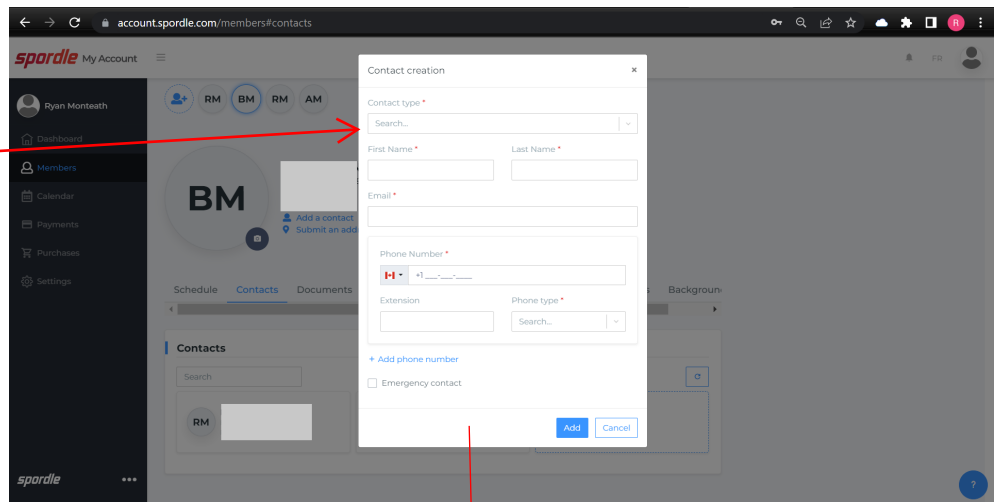 account.spordle.com/members#contacts
R
spordle My Account
FR
Ryan Monteath
Dashboard
Members
Calendar
Payments
Purchases
Settings
spordle
RM BM RM AM
BM
Add a contact
Submit an add
Schedule Contacts Documents
s Backgroun
Contacts
Search
RM
Contact creation
Contact type *
Search...
First Name * Last Name *
Email *
Phone Number *
+1 ___-___-____
Extension Phone type *
Search...
+ Add phone number
Emergency contact
Add Cancel
?